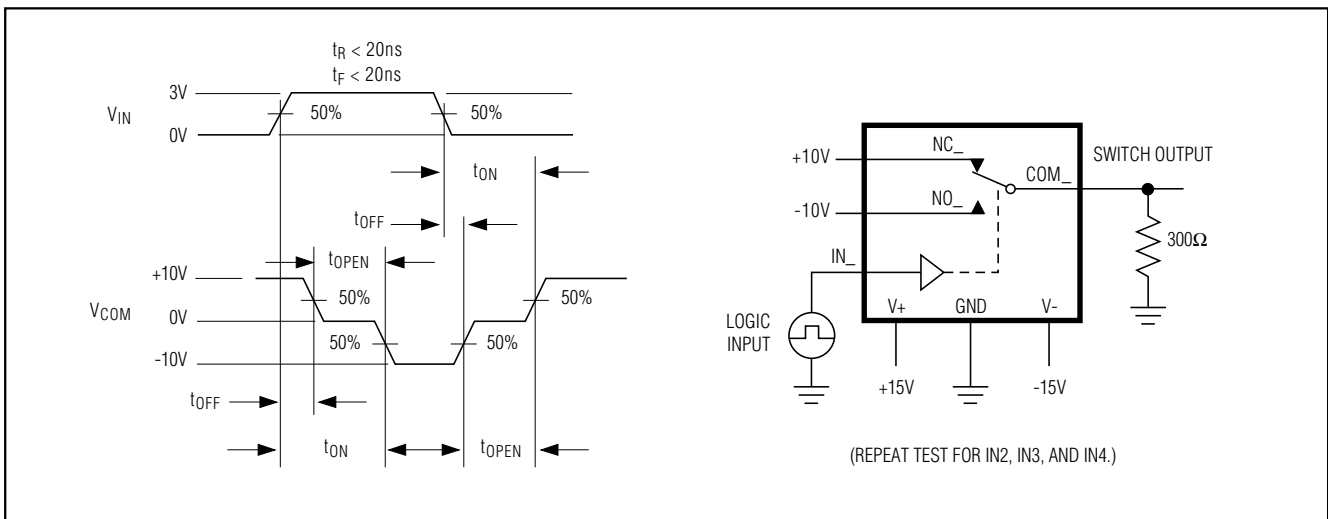 tR < 20ns
tF < 20ns
3V
VIN
0V
50%
50%
tON
tOFF
tOPEN
+10V
VCOM
0V
-10V
50%
50%
50%
50%
tOFF
tON
tOPEN
+10V
NC_
SWITCH OUTPUT
COM_
-10V
NO_
300Ω
IN_
V+ GND V-
LOGIC
INPUT
+15V
-15V
(REPEAT TEST FOR IN2, IN3, AND IN4.)